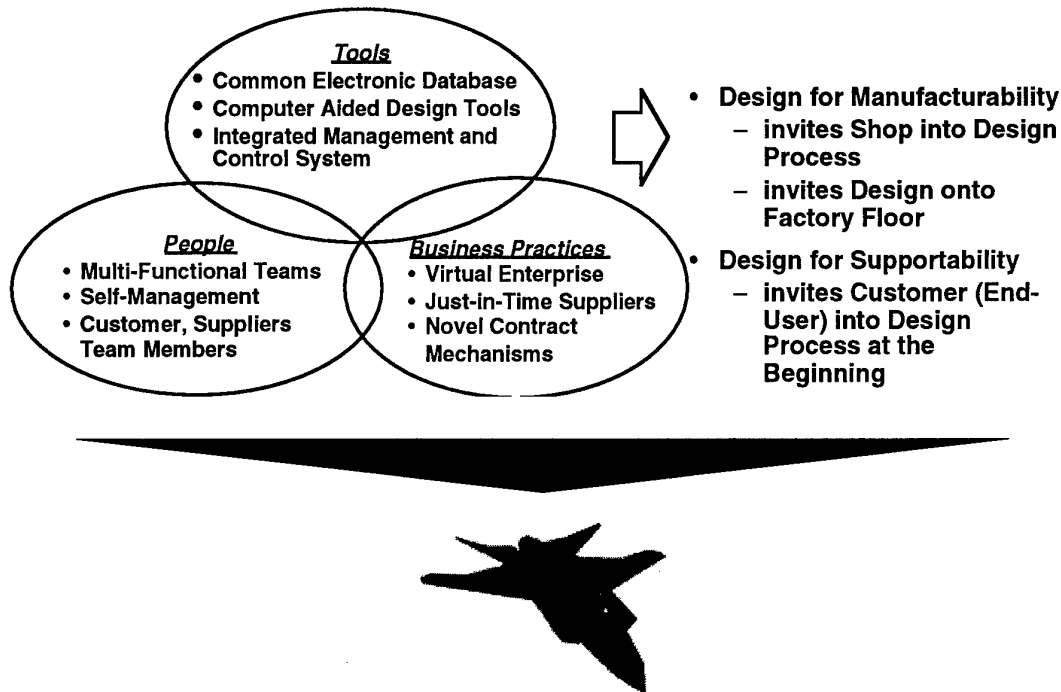 Tools
• Common Electronic Database
• Computer Aided Design Tools
• Integrated Management and
Control System
People
• Multi-Functional Teams
• Self-Management
• Customer, Suppliers
Team Members
Business Practices
• Virtual Enterprise
• Just-in-Time Suppliers
• Novel Contract
Mechanisms
• Design for Manufacturability
– invites Shop into Design
Process
– invites Design onto
Factory Floor
• Design for Supportability
– invites Customer (End-
User) into Design
Process at the
Beginning